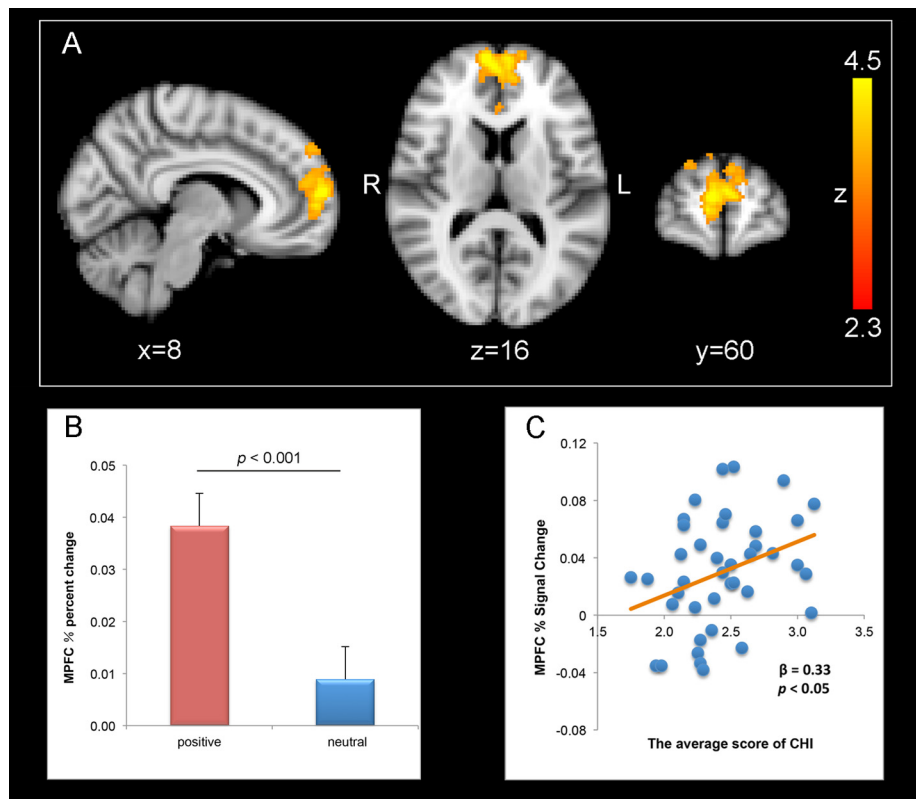 A
4.5
R
L
z
2.3
x=8
z=16
y=60
B
p < 0.001
MPFC % percent change
0.05
0.04
0.03
0.02
0.01
0.00
positive
neutral
C
MPFC % Signal Change
0.12
0.08
0.04
0
-0.04
-0.08
1.5
2.0
2.5
3.0
3.5
β = 0.33
p < 0.05
The average score of CHI